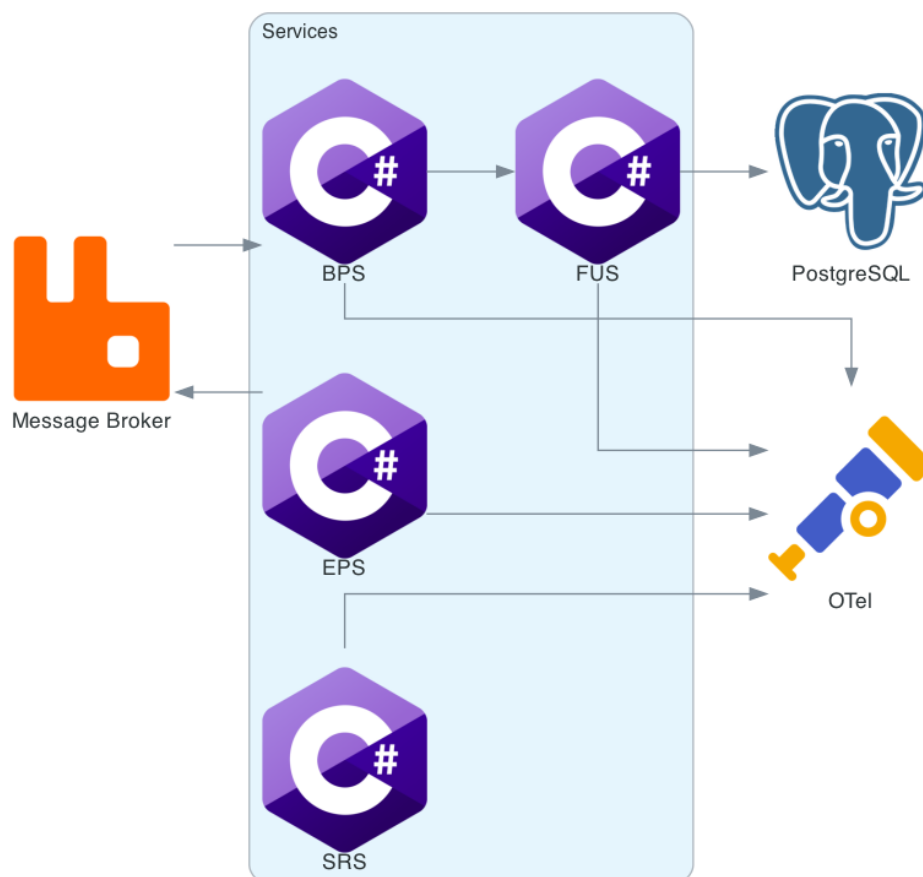 Services
C#
C#
BPS
FUS
PostgreSQL
Message Broker
C#
EPS
OTel
C#
SRS